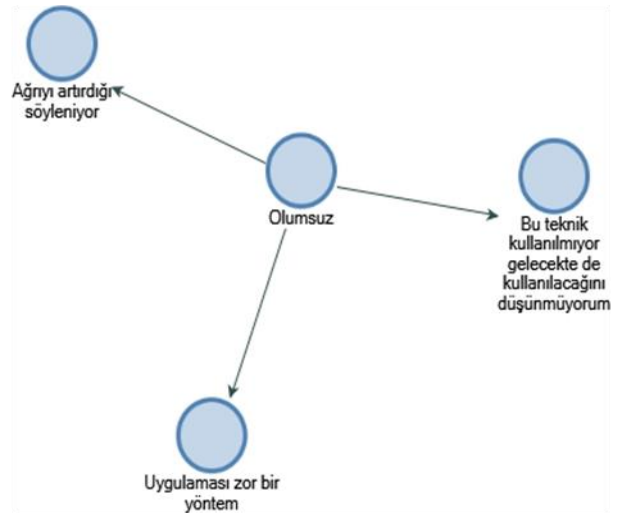 Ağrıyı artırdığı
söyleniyor
Olumsuz
Bu teknik
kullanılmıyor
gelecekte de
kullanılacağını
düşünmüyorum
Uygulaması zor bir
yöntem